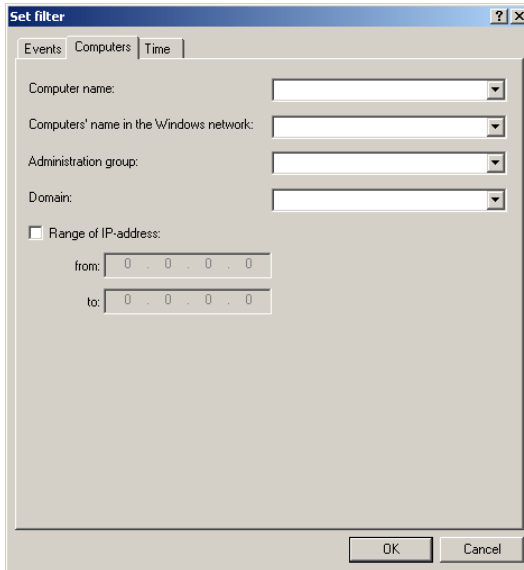 Set filter
Events Computers Time
Computer name:
Computers' name in the Windows network:
Administration group:
Domain:
Range of IP-address:
from: 0 . 0 . 0 . 0
to: 0 . 0 . 0 . 0
OK Cancel